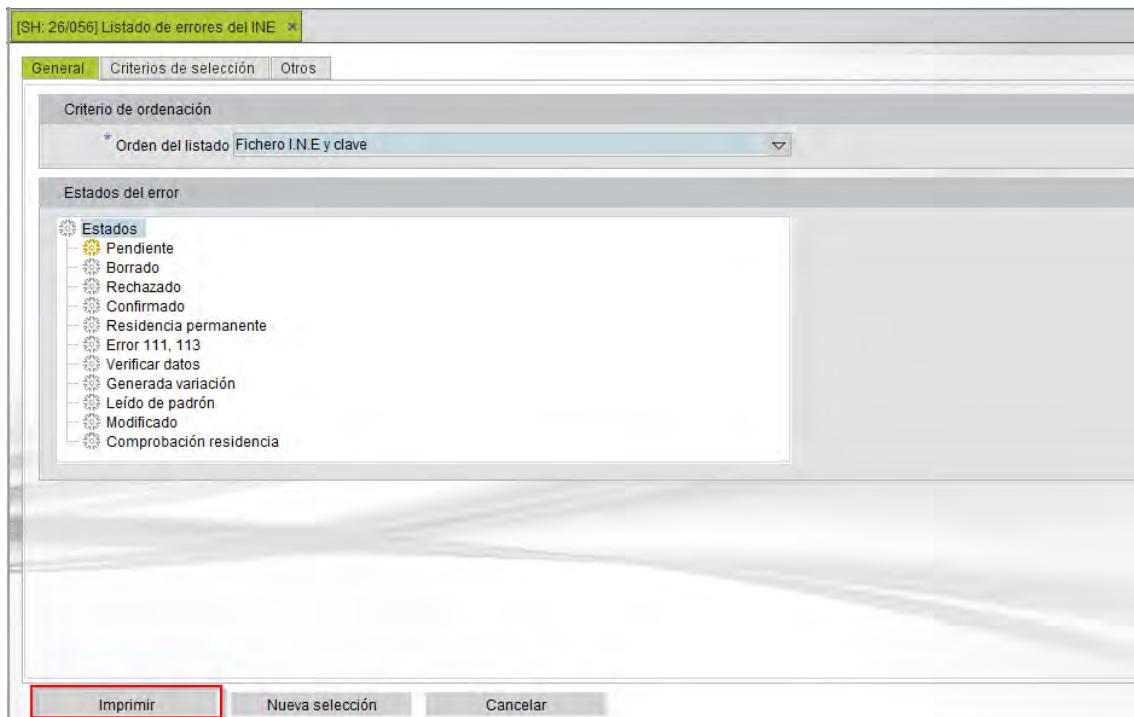 [SH: 26/056] Listado de errores del INE ×
General Criterios de selección Otros
Criterio de ordenación
* Orden del listado Fichero I.N.E y clave
Estados del error
Estados
Pendiente
Borrado
Rechazado
Confirmado
Residencia permanente
Error 111, 113
Verificar datos
Generada variación
Leído de padrón
Modificado
Comprobación residencia
Imprimir Nueva selección Cancelar